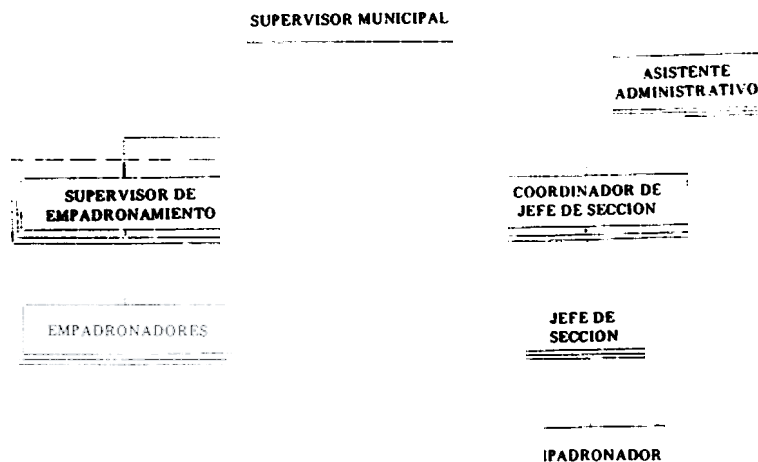 SUPERVISOR MUNICIPAL
ASISTENTE
ADMINISTRATIVO
SUPERVISOR DE
EMPADRONAMIENTO
COORDINADOR DE
JEFE DE SECCION
EMPADRONADORES
JEFE DE
SECCION
IPADRONADOR